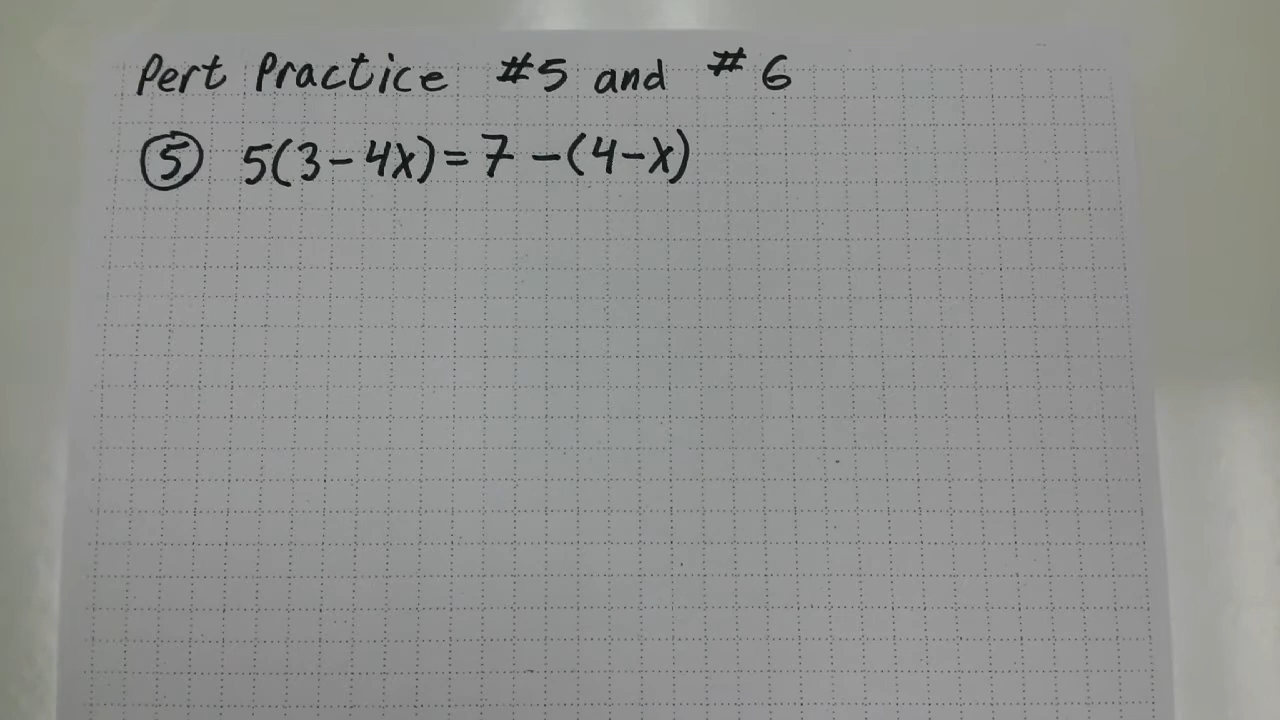 Pert Practice #5 and #6
⑤ 5(3-4x)=7-(4-x)